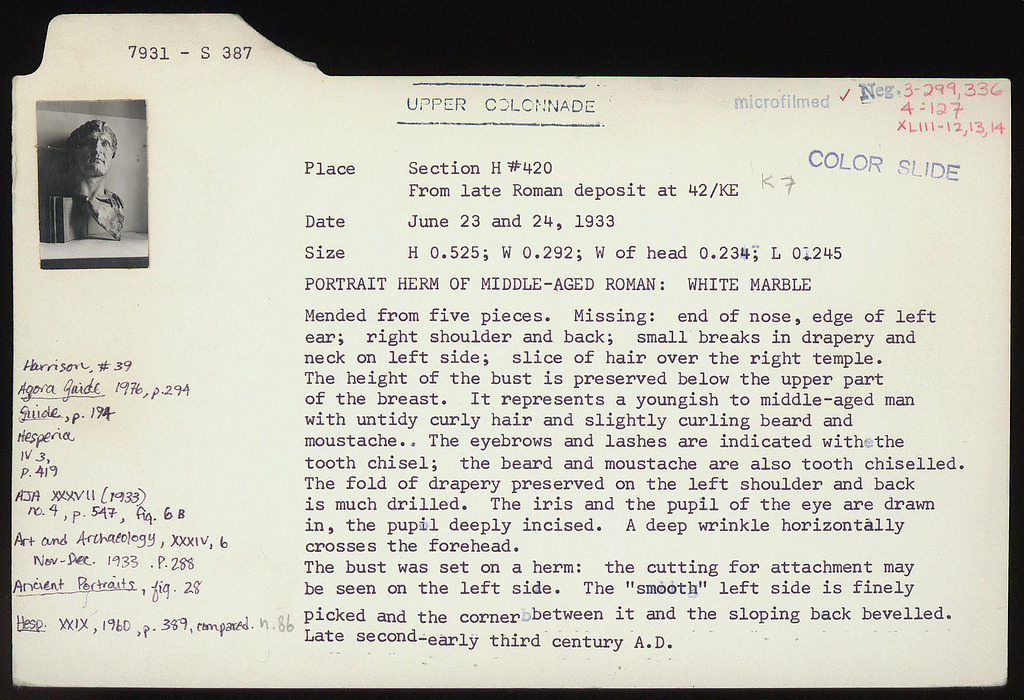 7931 - S 387
UPPER COLONNADE
microfilmed ✓ Neg. 3-299,336
4-127
XLIII-12,13,14
COLOR SLIDE
Place Section H #420
From late Roman deposit at 42/KE K 7
Date June 23 and 24, 1933
Size H 0.525; W 0.292; W of head 0.234; L 0.245
PORTRAIT HERM OF MIDDLE-AGED ROMAN: WHITE MARBLE
Mended from five pieces. Missing: end of nose, edge of left
ear; right shoulder and back; small breaks in drapery and
neck on left side; slice of hair over the right temple.
The height of the bust is preserved below the upper part
of the breast. It represents a youngish to middle-aged man
with untidy curly hair and slightly curling beard and
moustache.. The eyebrows and lashes are indicated with the
tooth chisel; the beard and moustache are also tooth chiselled.
The fold of drapery preserved on the left shoulder and back
is much drilled. The iris and the pupil of the eye are drawn
in, the pupil deeply incised. A deep wrinkle horizontally
crosses the forehead.
The bust was set on a herm: the cutting for attachment may
be seen on the left side. The "smooth" left side is finely
picked and the corner between it and the sloping back bevelled.
Late second-early third century A.D.
Harrison, #39
Agora Guide 1976, p.294
Guide, p. 194
Hesperia
IV 3,
P. 419
AJA XXXVII (1933)
no. 4, p. 547, fig. 6 B
Art and Archaeology, XXXIV, 6
Nov-Dec. 1933 . P. 288
Ancient Portraits, fig. 28
Hesp. XXIX, 1960, p. 389, compared. n. 86